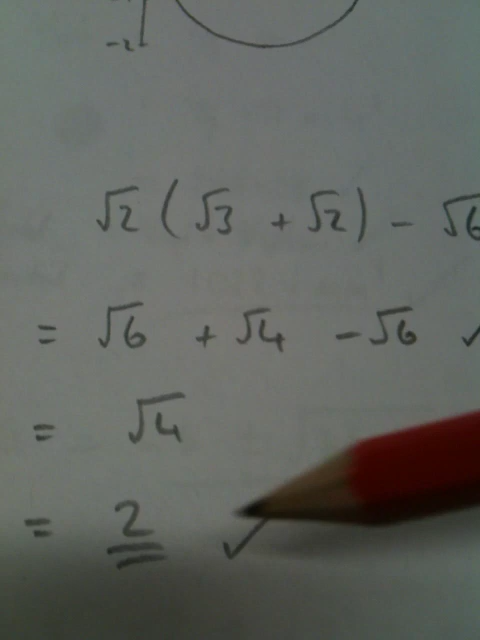 -2
√2 (√3 + √2) - √6
= √6 + √4 - √6 ✓
= √4
= 2 ✓